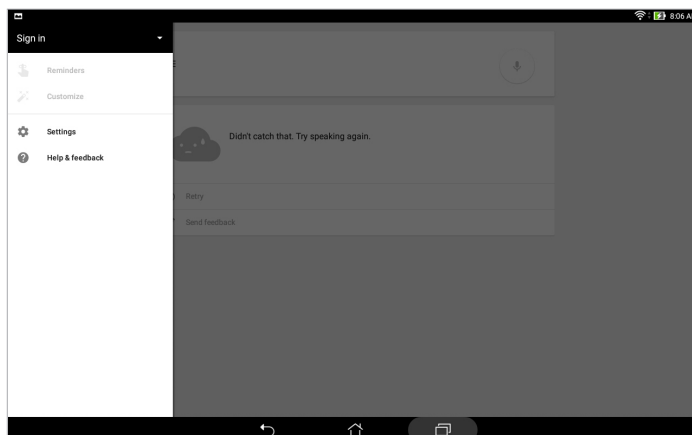 8:06 A
Sign in
Reminders
Customize
Settings
Help & feedback
Didn't catch that. Try speaking again.
Retry
Send feedback